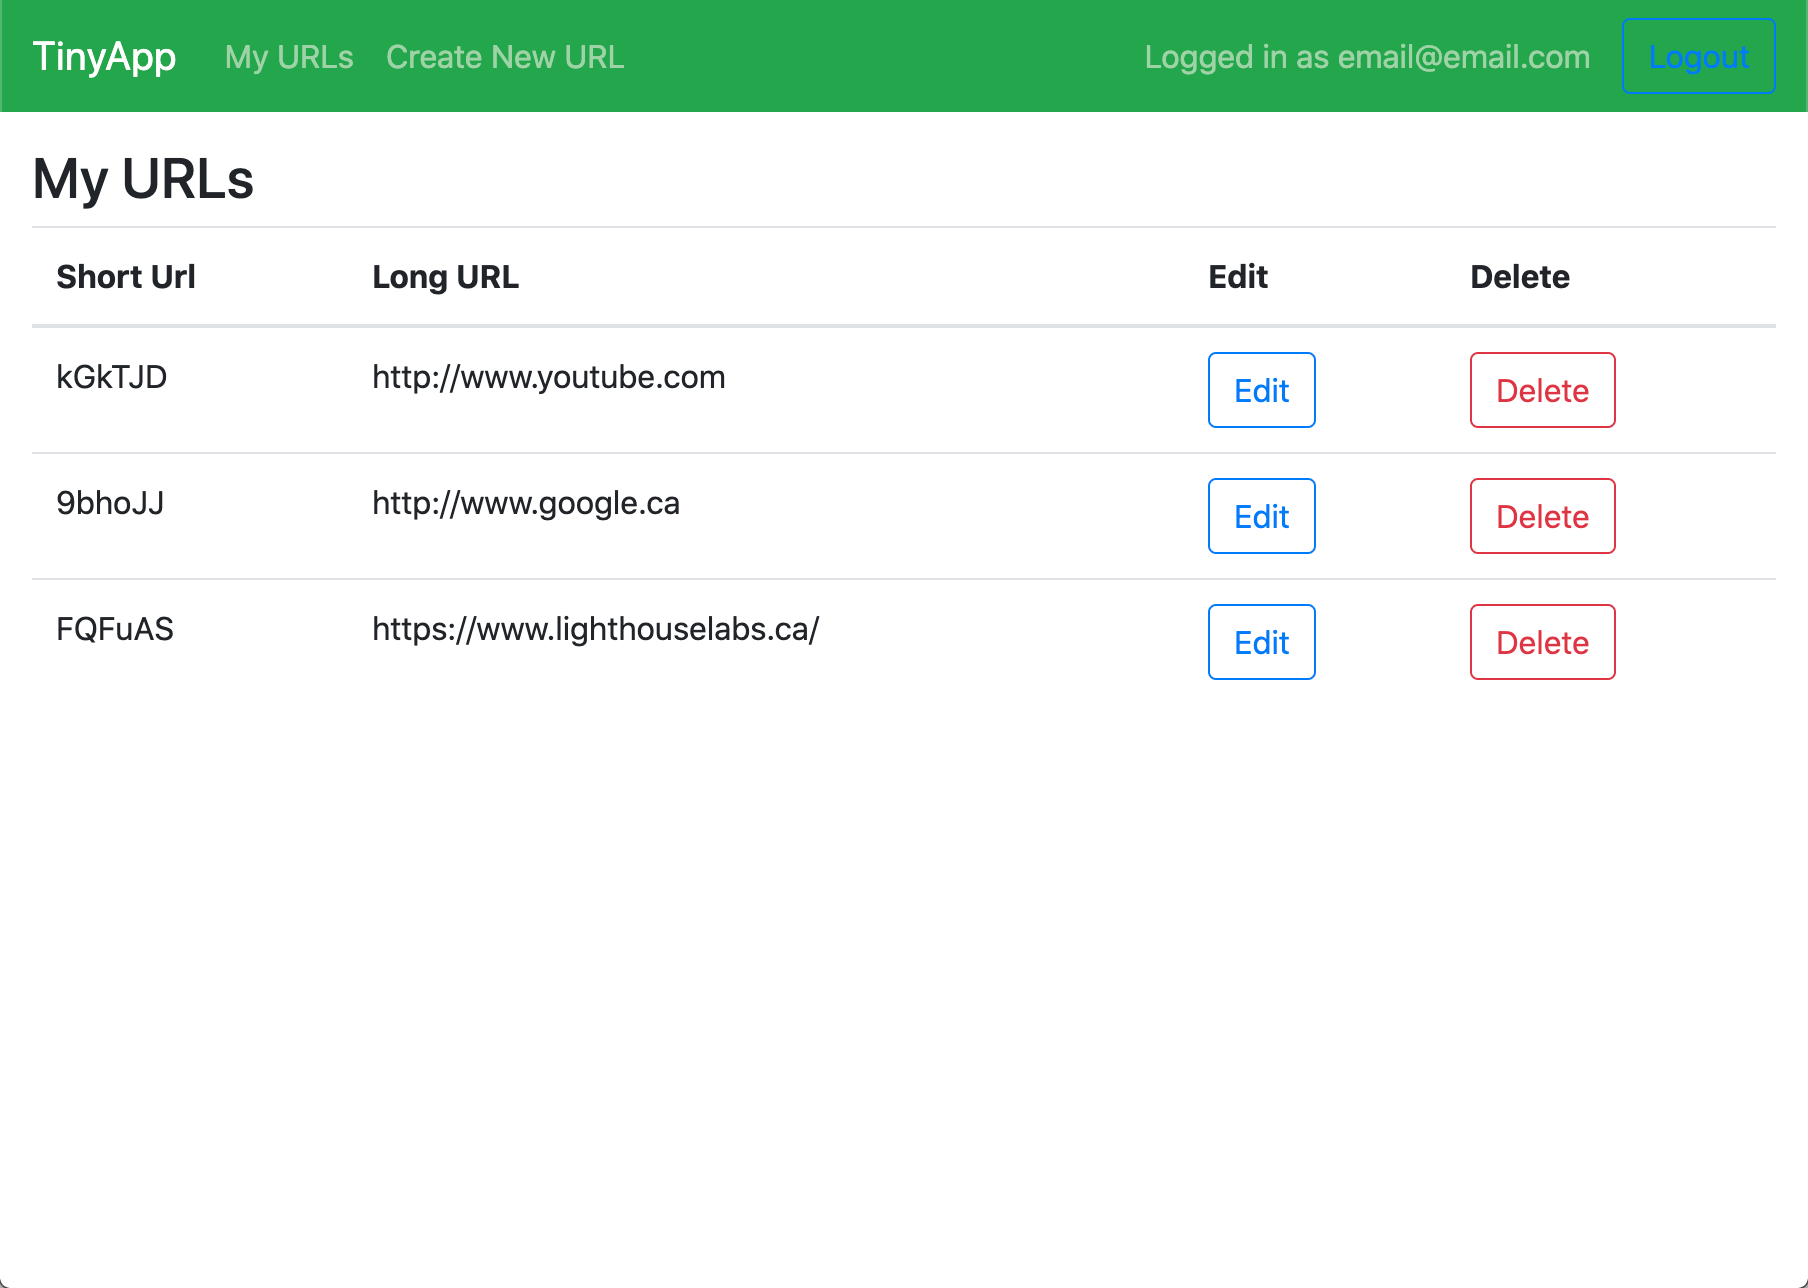 TinyApp My URLs Create New URL Logged in as email@email.com Logout
My URLs
Short Url Long URL Edit Delete
kGkTJD http://www.youtube.com Edit Delete
9bhoJJ http://www.google.ca Edit Delete
FQFuAS https://www.lighthouselabs.ca/ Edit Delete